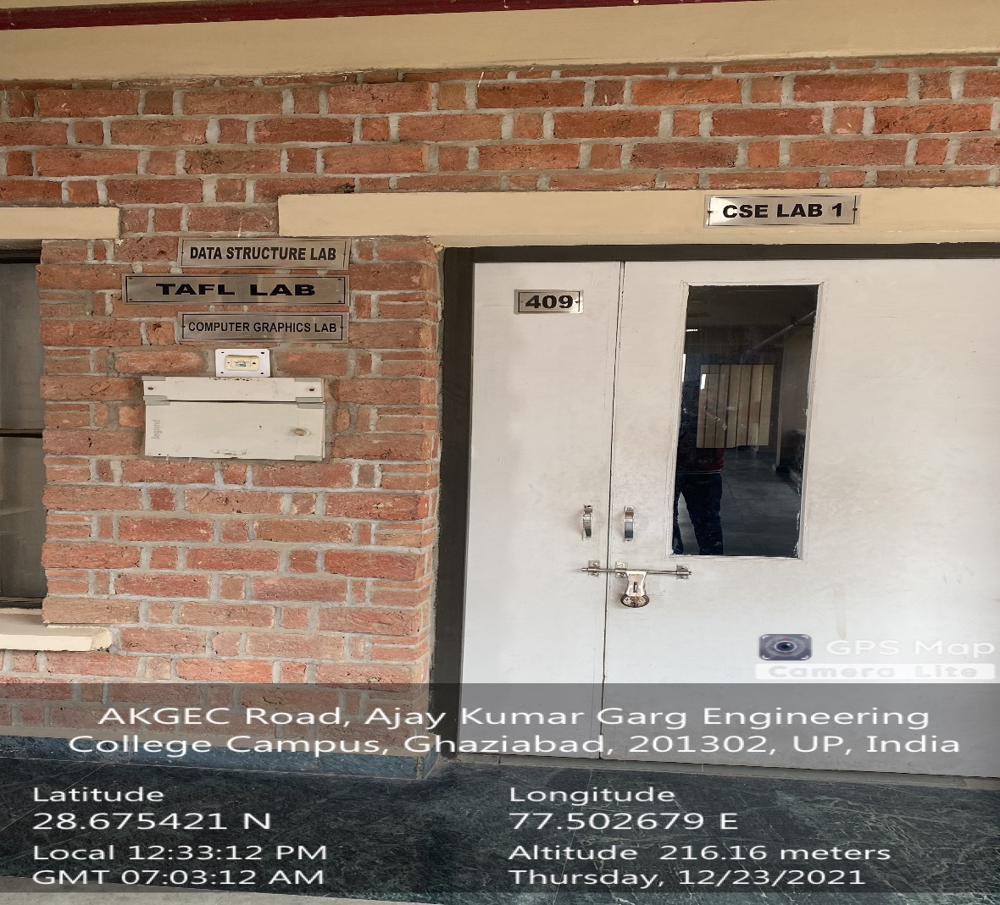 CSE LAB 1
DATA STRUCTURE LAB
TAFL LAB
409
COMPUTER GRAPHICS LAB
legrand
GPS Map
Camera Lite
AKGEC Road, Ajay Kumar Garg Engineering
College Campus, Ghaziabad, 201302, UP, India
Latitude
28.675421 N
Longitude
77.502679 E
Local 12:33:12 PM
GMT 07:03:12 AM
Altitude 216.16 meters
Thursday, 12/23/2021